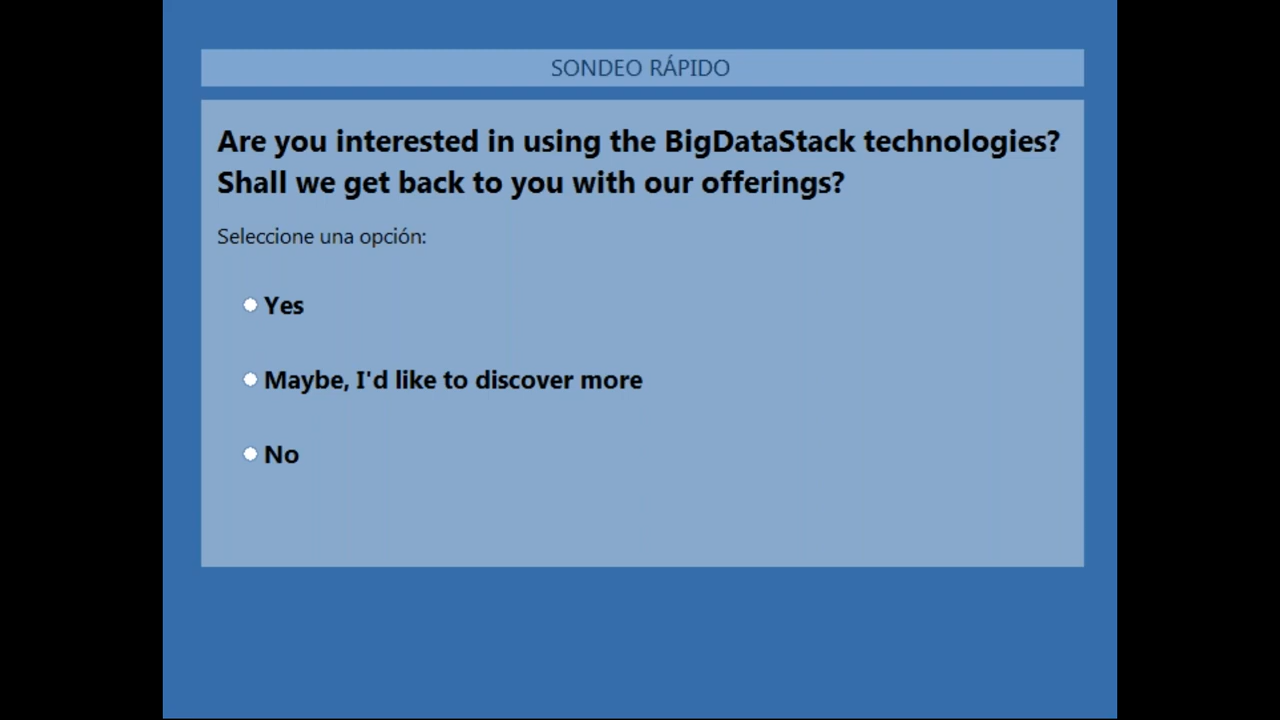 SONDEO RÁPIDO
Are you interested in using the BigDataStack technologies?
Shall we get back to you with our offerings?
Seleccione una opción:
Yes
Maybe, I'd like to discover more
No